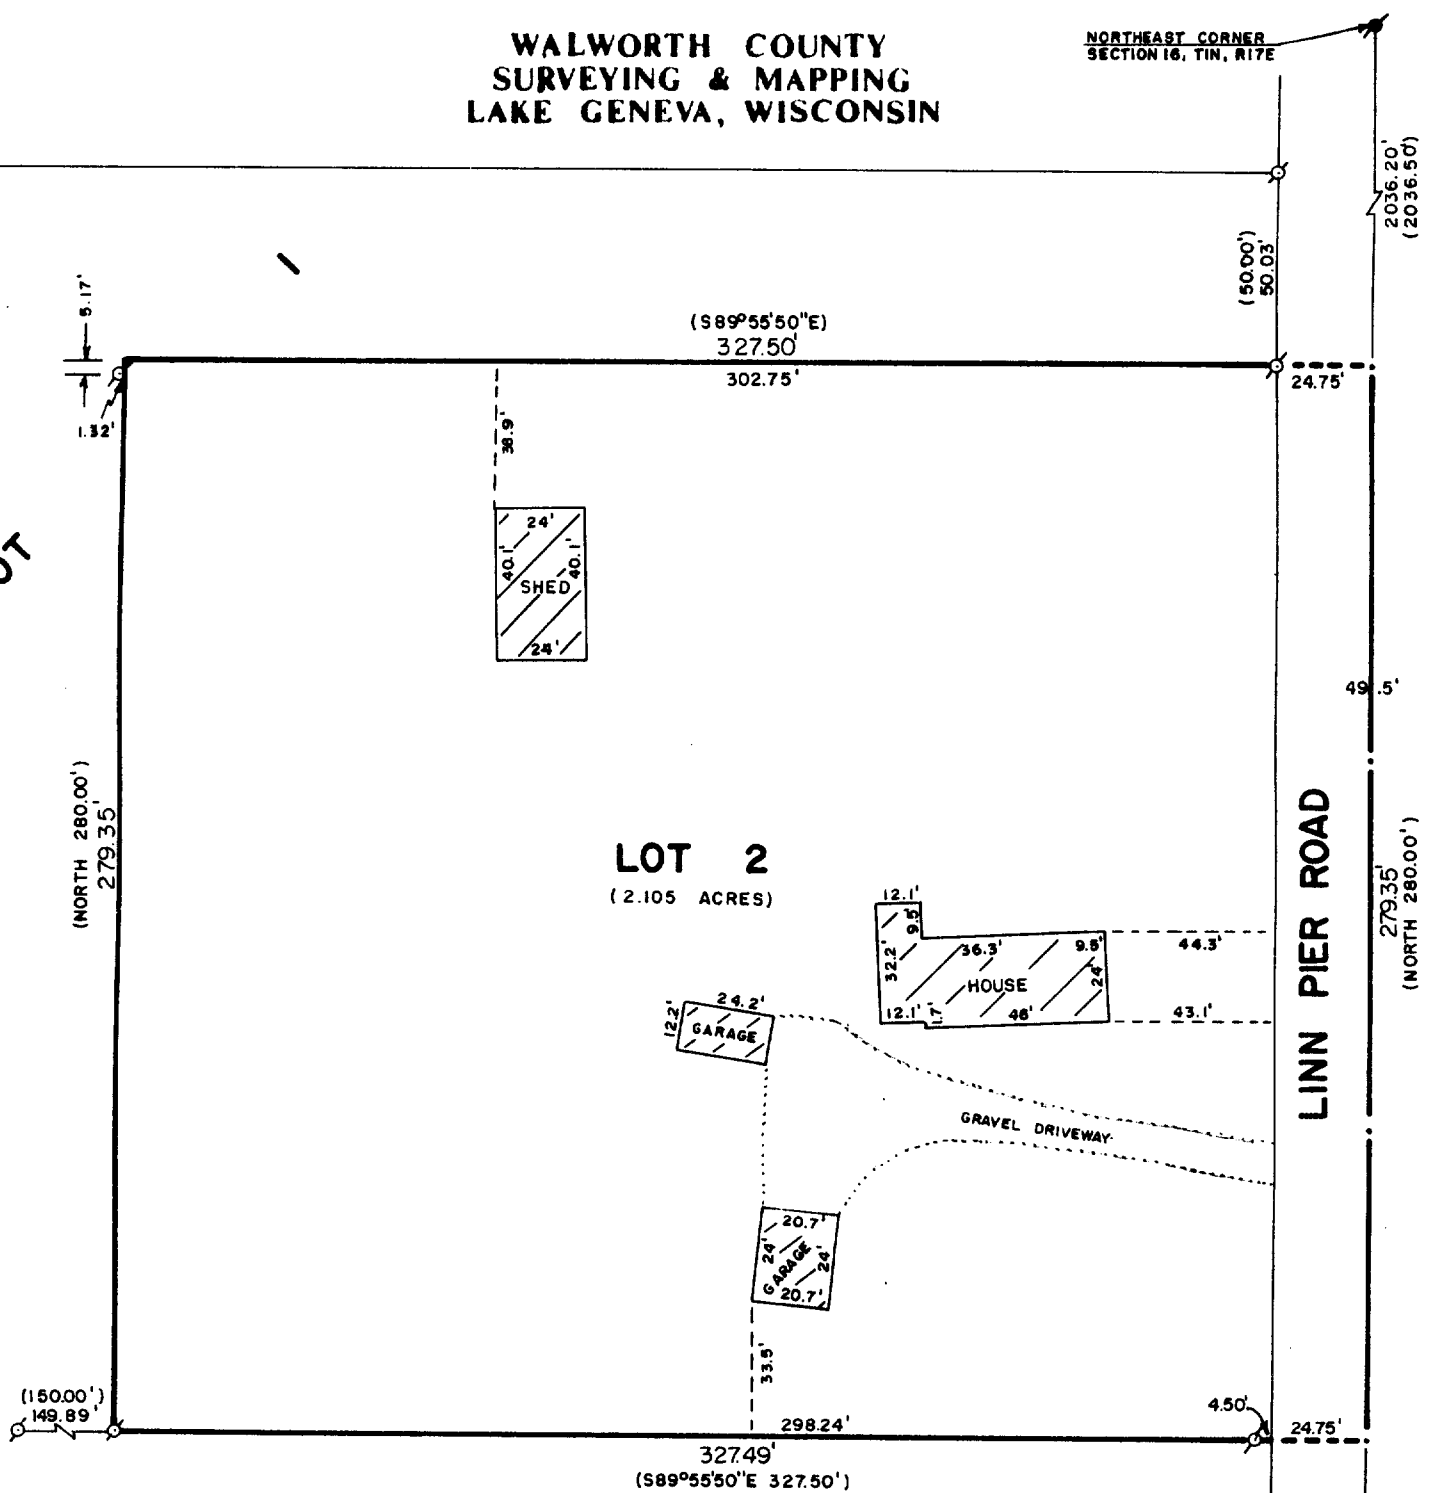 WALWORTH COUNTY
SURVEYING & MAPPING
LAKE GENEVA, WISCONSIN
NORTHEAST CORNER
SECTION 16, T1N, R17E
2036.20'
(2036.50')
(50.00')
50.03'
5.17'
1.32'
(S89°55'50"E)
327.50'
302.75'
24.75'
38.9'
24'
40.1'
40.1'
SHED
24'
49.5'
(NORTH 280.00')
279.35'
LOT 2
(2.105 ACRES)
LINN PIER ROAD
279.35'
(NORTH 280.00')
12.1'
9.5'
36.3'
9.5'
44.3'
32.2'
24'
HOUSE
12.1'
1.7'
46'
43.1'
24.2'
12.2'
GARAGE
GRAVEL DRIVEWAY
20.7'
24'
24'
GARAGE
20.7'
33.5'
(150.00')
149.89'
298.24'
4.50'
24.75'
327.49'
(S89°55'50"E 327.50')